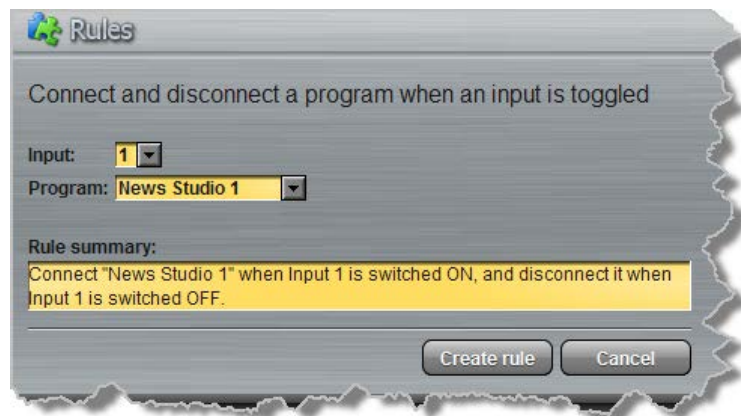 Rules
Connect and disconnect a program when an input is toggled
Input: 1
Program: News Studio 1
Rule summary:
Connect "News Studio 1" when Input 1 is switched ON, and disconnect it when
Input 1 is switched OFF.
Create rule Cancel